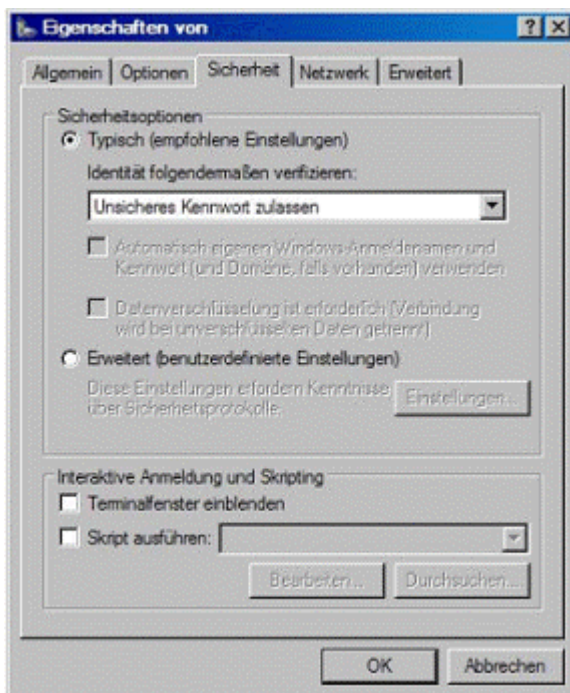 Eigenschaften von
Allgemein Optionen Sicherheit Netzwerk Erweitert
Sicherheitsoptionen
Typisch (empfohlene Einstellungen)
Identität folgendermaßen verifizieren:
Unsicheres Kennwort zulassen
Automatisch eigenen Windows-Anmeldenamen und
Kennwort (und Domäne, falls vorhanden) verwenden
Datenverschlüsselung ist erforderlich (Verbindung
wird bei unverschlüsselten Daten getrennt)
Erweitert (benutzerdefinierte Einstellungen)
Diese Einstellungen erfordern Kenntnisse
über Sicherheitsprotokolle.
Einstellungen...
Interaktive Anmeldung und Skripting
Terminalfenster einblenden
Skript ausführen:
Bearbeiten... Durchsuchen...
OK Abbrechen